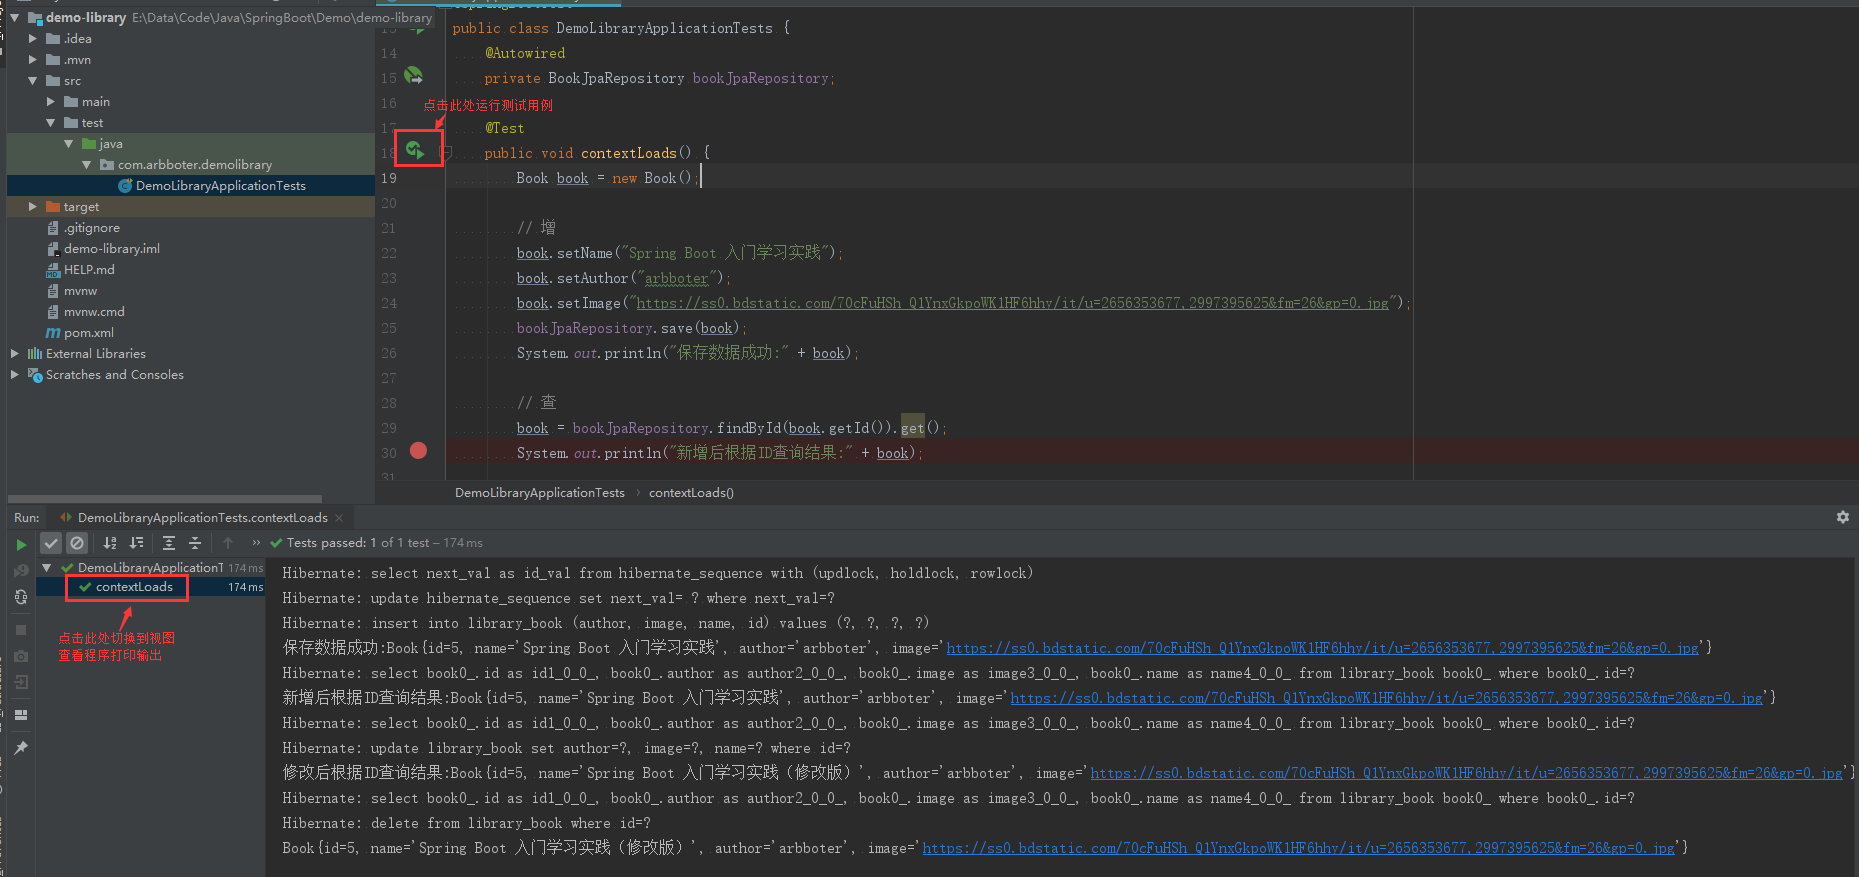 demo-library E:\Data\Code\Java\SpringBoot\Demo\demo-library
.idea
.mvn
src
main
test
java
com.arbboter.demolibrary
DemoLibraryApplicationTests
target
.gitignore
demo-library.iml
HELP.md
mvnw
mvnw.cmd
pom.xml
External Libraries
Scratches and Consoles
13 public class DemoLibraryApplicationTests {
14 @Autowired
15 private BookJpaRepository bookJpaRepository;
16
点击此处运行测试用例
17 @Test
18 public void contextLoads() {
19 Book book = new Book();
20
21 // 增
22 book.setName("Spring Boot 入门学习实践");
23 book.setAuthor("arbboter");
24 book.setImage("https://ss0.bdstatic.com/70cFuHSh_Q1YnxGkpoWK1HF6hhy/it/u=2656353677,2997395625&fm=26&gp=0.jpg");
25 bookJpaRepository.save(book);
26 System.out.println("保存数据成功:" + book);
27
28 // 查
29 book = bookJpaRepository.findById(book.getId()).get();
30 System.out.println("新增后根据ID查询结果:" + book);
31
DemoLibraryApplicationTests › contextLoads()
Run: DemoLibraryApplicationTests.contextLoads
Tests passed: 1 of 1 test – 174 ms
DemoLibraryApplicationT 174 ms
contextLoads 174 ms
点击此处切换到视图
查看程序打印输出
Hibernate: select next_val as id_val from hibernate_sequence with (updlock, holdlock, rowlock)
Hibernate: update hibernate_sequence set next_val= ? where next_val=?
Hibernate: insert into library_book (author, image, name, id) values (?, ?, ?, ?)
保存数据成功:Book{id=5, name='Spring Boot 入门学习实践', author='arbboter', image='https://ss0.bdstatic.com/70cFuHSh_Q1YnxGkpoWK1HF6hhy/it/u=2656353677,2997395625&fm=26&gp=0.jpg'}
Hibernate: select book0_.id as id1_0_0_, book0_.author as author2_0_0_, book0_.image as image3_0_0_, book0_.name as name4_0_0_ from library_book book0_ where book0_.id=?
新增后根据ID查询结果:Book{id=5, name='Spring Boot 入门学习实践', author='arbboter', image='https://ss0.bdstatic.com/70cFuHSh_Q1YnxGkpoWK1HF6hhy/it/u=2656353677,2997395625&fm=26&gp=0.jpg'}
Hibernate: select book0_.id as id1_0_0_, book0_.author as author2_0_0_, book0_.image as image3_0_0_, book0_.name as name4_0_0_ from library_book book0_ where book0_.id=?
Hibernate: update library_book set author=?, image=?, name=? where id=?
修改后根据ID查询结果:Book{id=5, name='Spring Boot 入门学习实践（修改版）', author='arbboter', image='https://ss0.bdstatic.com/70cFuHSh_Q1YnxGkpoWK1HF6hhy/it/u=2656353677,2997395625&fm=26&gp=0.jpg'}
Hibernate: select book0_.id as id1_0_0_, book0_.author as author2_0_0_, book0_.image as image3_0_0_, book0_.name as name4_0_0_ from library_book book0_ where book0_.id=?
Hibernate: delete from library_book where id=?
Book{id=5, name='Spring Boot 入门学习实践（修改版）', author='arbboter', image='https://ss0.bdstatic.com/70cFuHSh_Q1YnxGkpoWK1HF6hhy/it/u=2656353677,2997395625&fm=26&gp=0.jpg'}